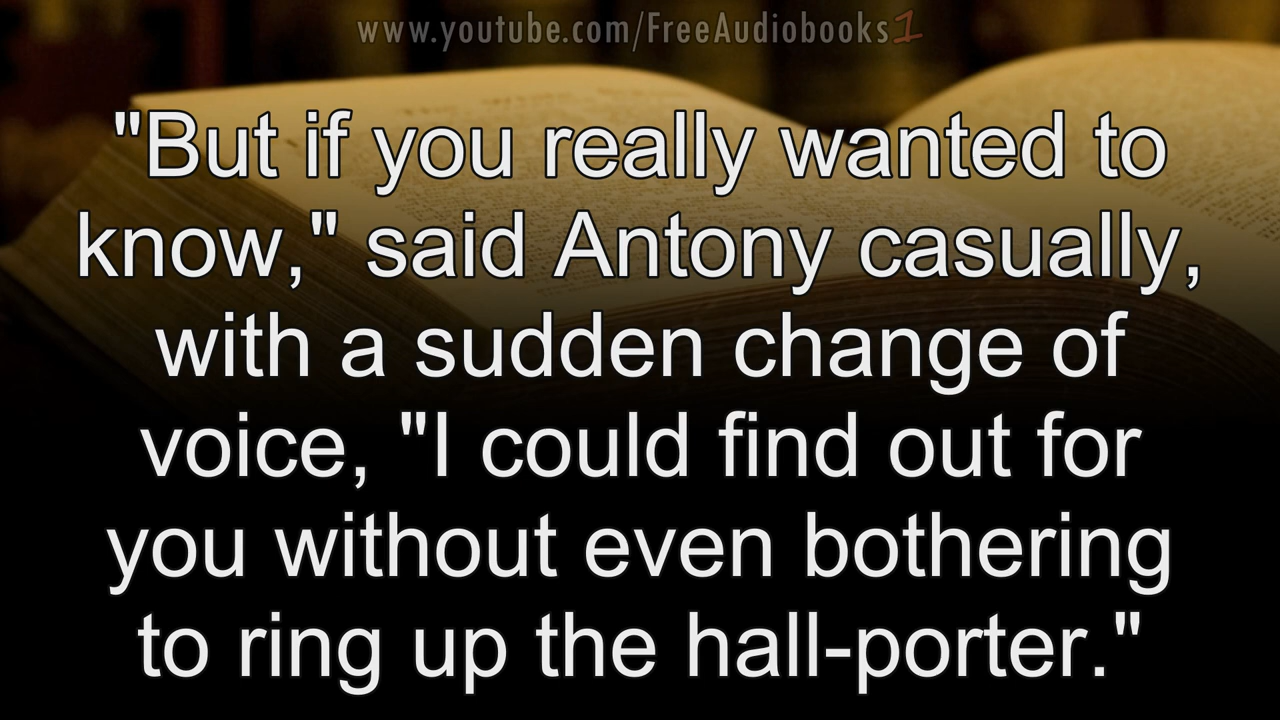 www.youtube.com/FreeAudiobooks1
"But if you really wanted to
know," said Antony casually,
with a sudden change of
voice, "I could find out for
you without even bothering
to ring up the hall-porter."